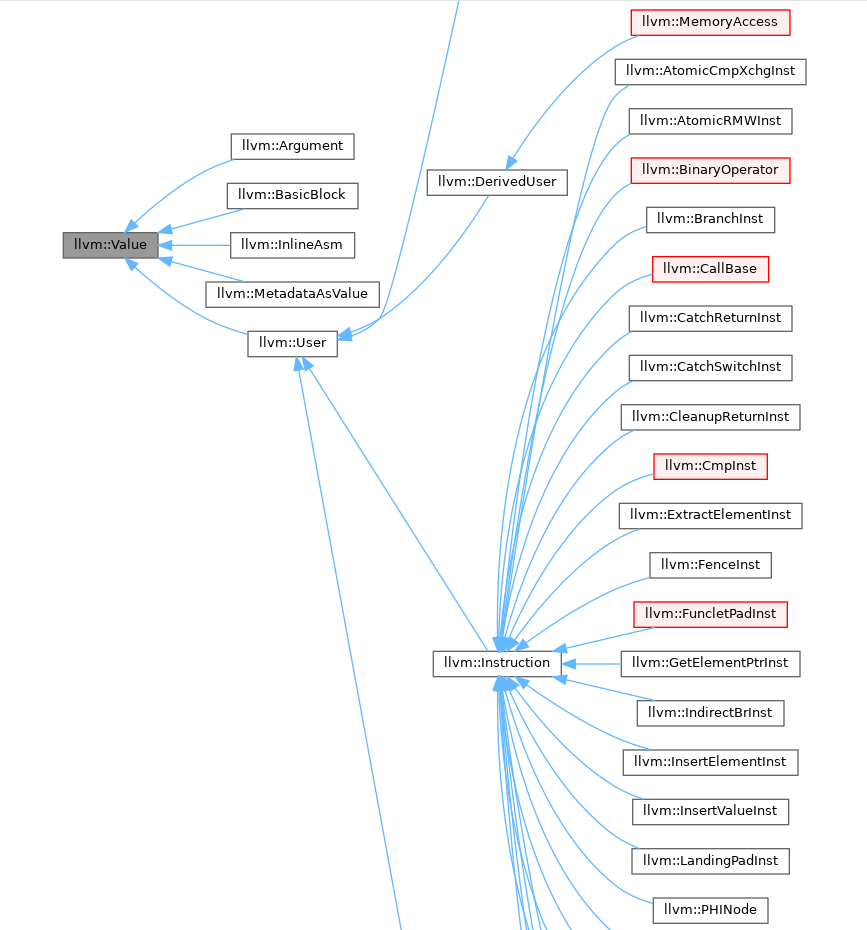 llvm::MemoryAccess
llvm::AtomicCmpXchgInst
llvm::AtomicRMWInst
llvm::Argument
llvm::BinaryOperator
llvm::DerivedUser
llvm::BasicBlock
llvm::BranchInst
llvm::Value
llvm::InlineAsm
llvm::CallBase
llvm::MetadataAsValue
llvm::CatchReturnInst
llvm::User
llvm::CatchSwitchInst
llvm::CleanupReturnInst
llvm::CmpInst
llvm::ExtractElementInst
llvm::FenceInst
llvm::FuncletPadInst
llvm::Instruction
llvm::GetElementPtrInst
llvm::IndirectBrInst
llvm::InsertElementInst
llvm::InsertValueInst
llvm::LandingPadInst
llvm::PHINode